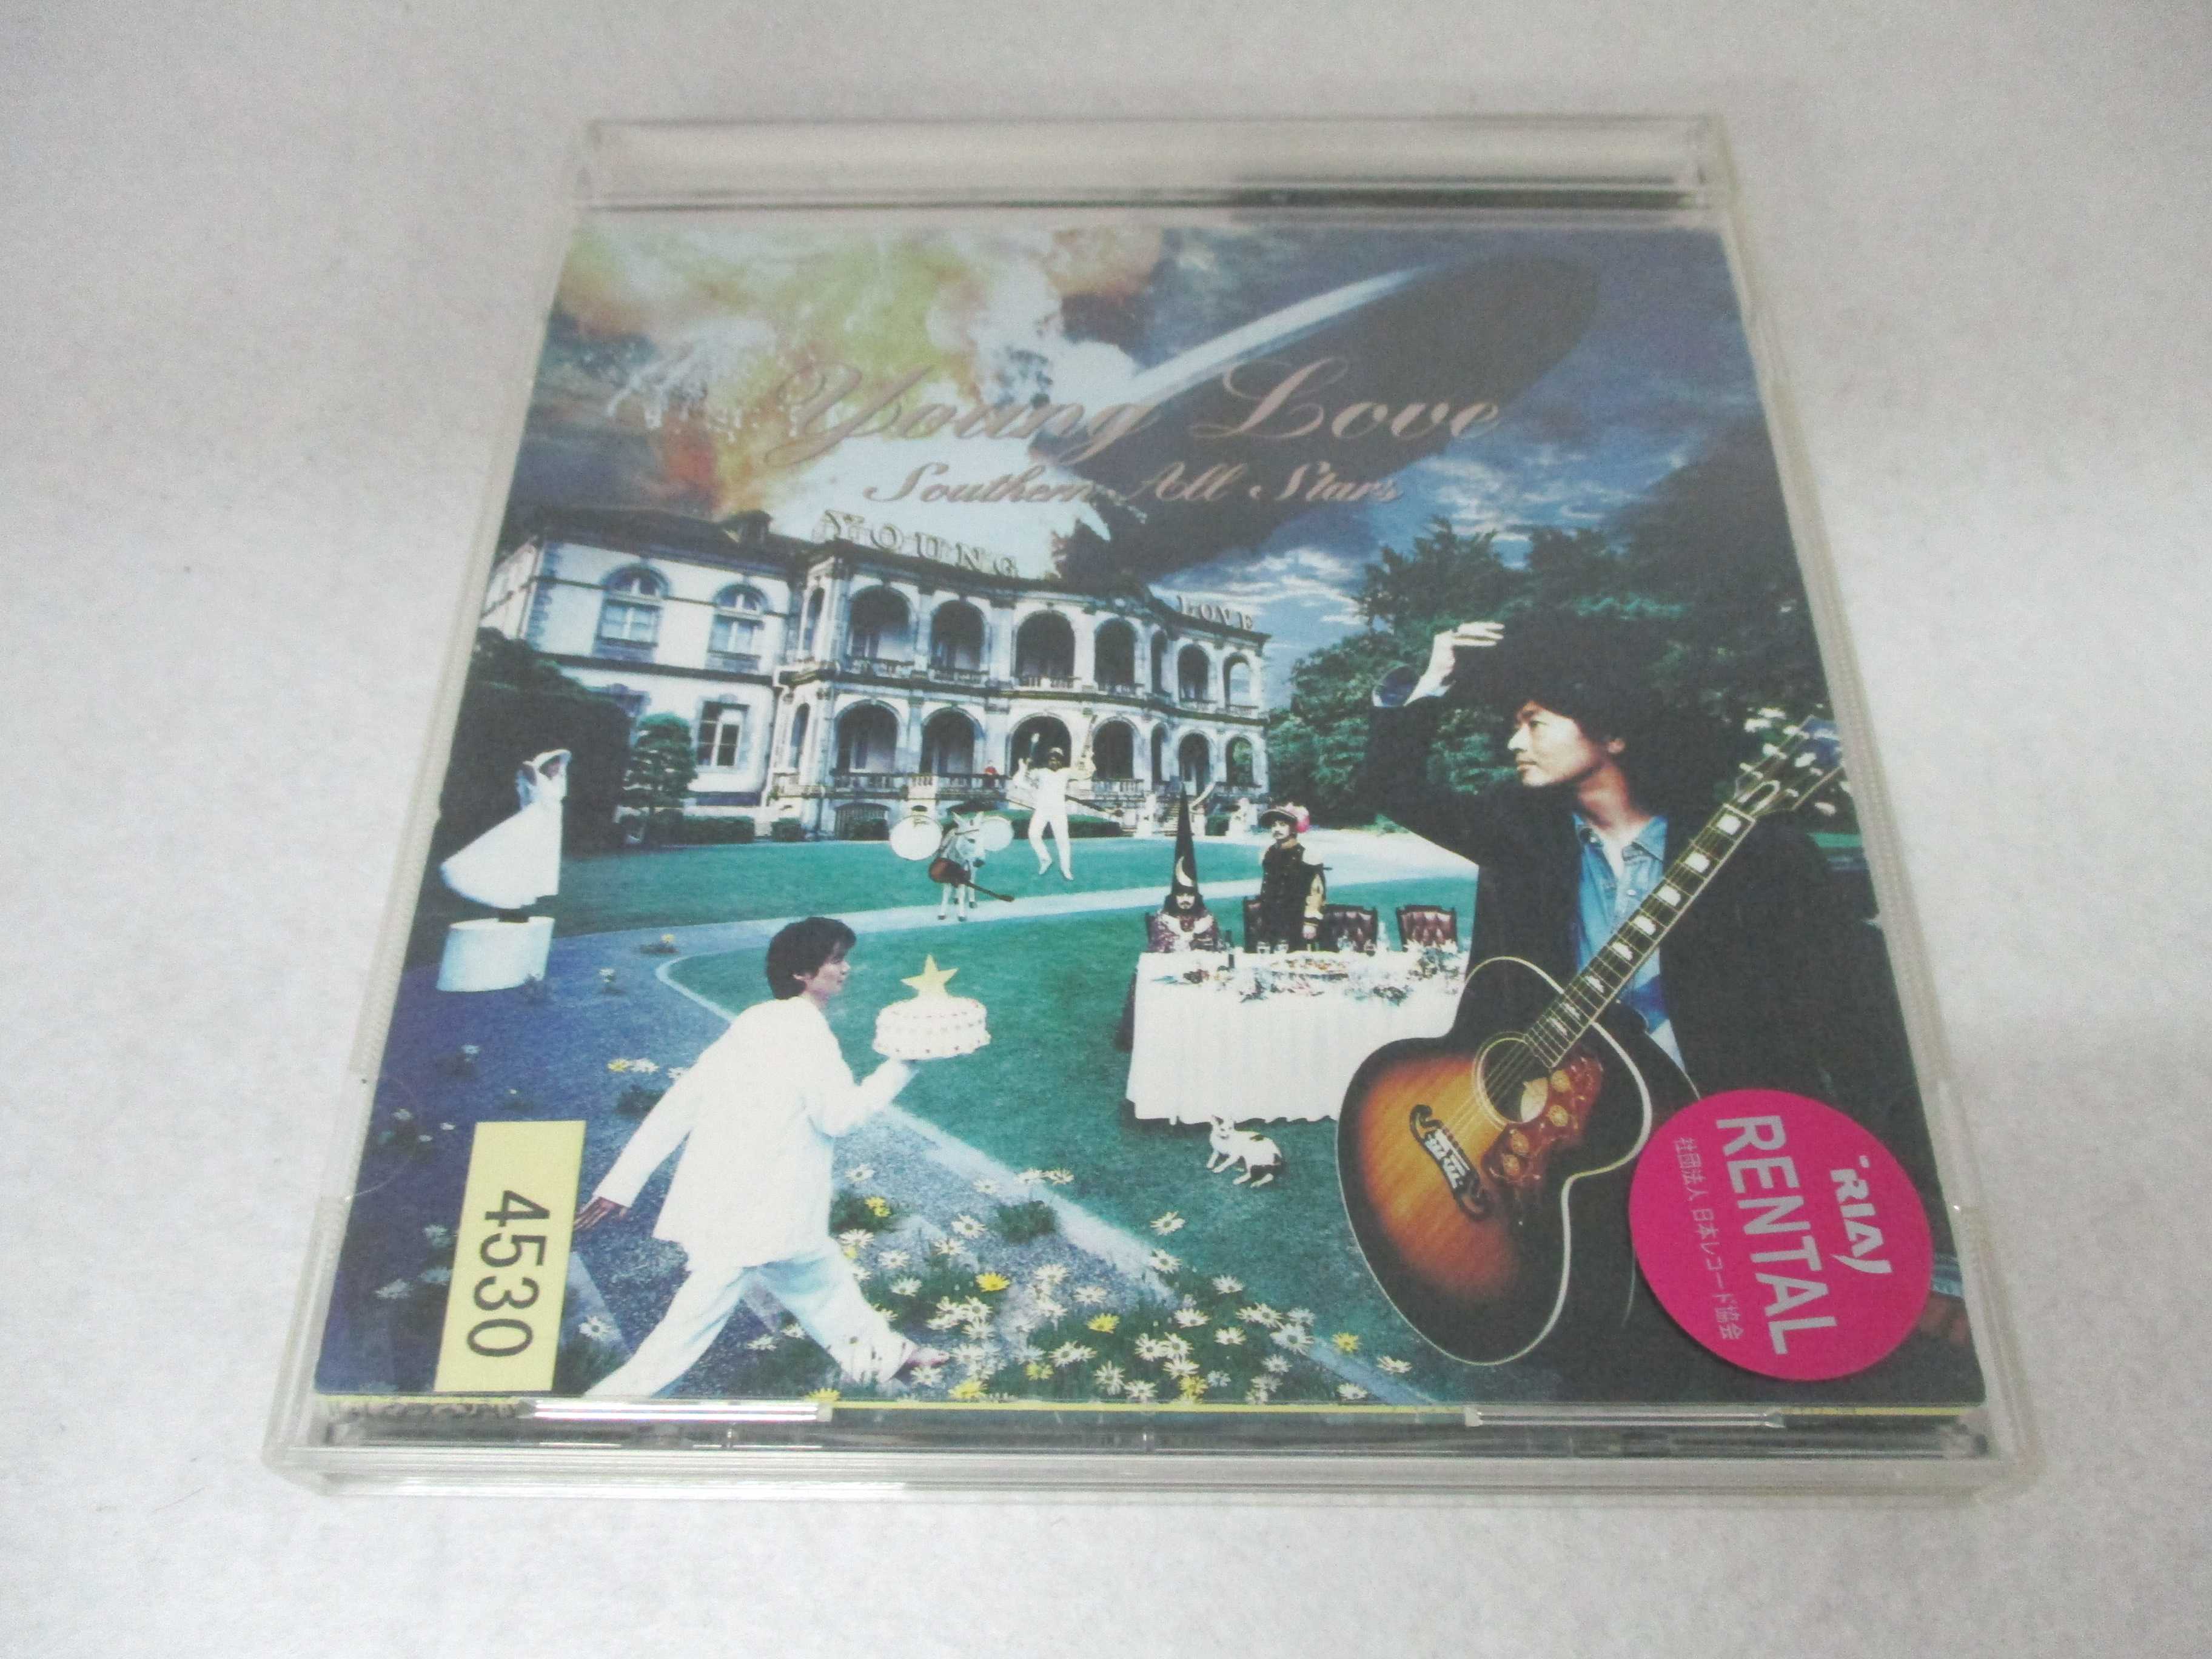 Young Love
Southern All Stars
YOUNG
LOVE
4530
RIAJ
RENTAL
社団法人 日本レコード協会